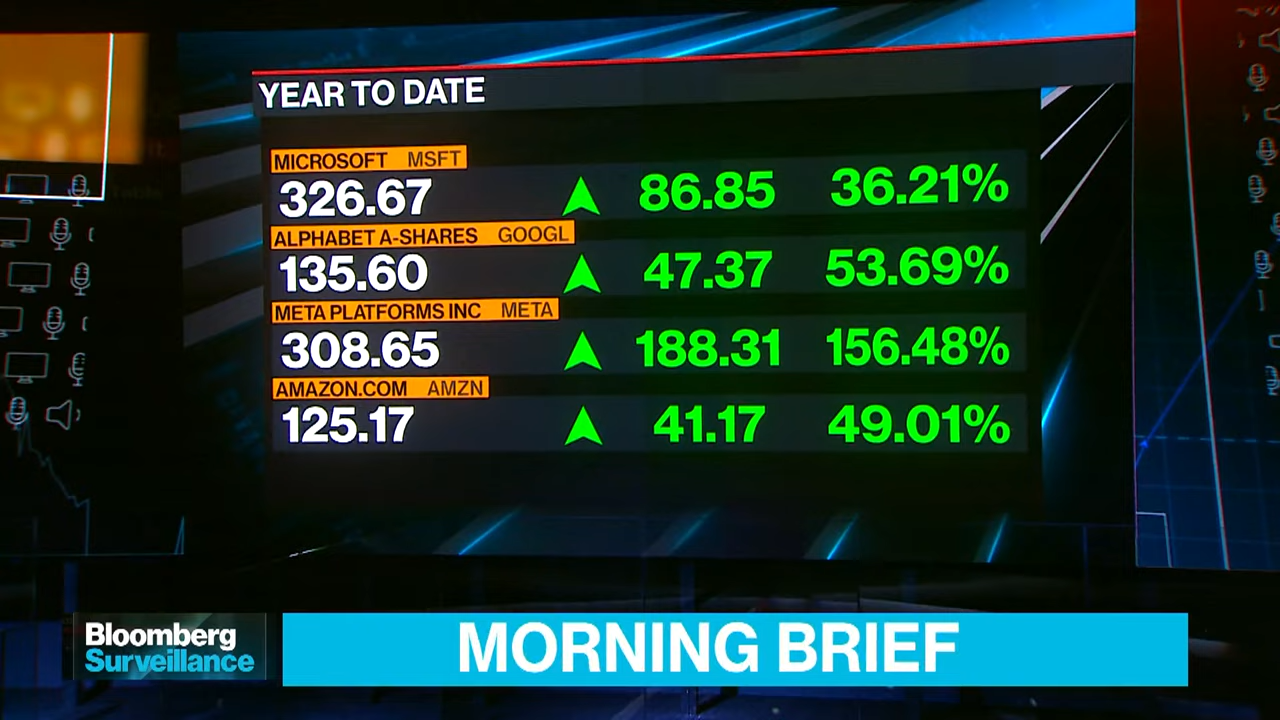 YEAR TO DATE
MICROSOFT MSFT
326.67 86.85 36.21%
ALPHABET A-SHARES GOOGL
135.60 47.37 53.69%
META PLATFORMS INC META
308.65 188.31 156.48%
AMAZON.COM AMZN
125.17 41.17 49.01%
Bloomberg
Surveillance
MORNING BRIEF